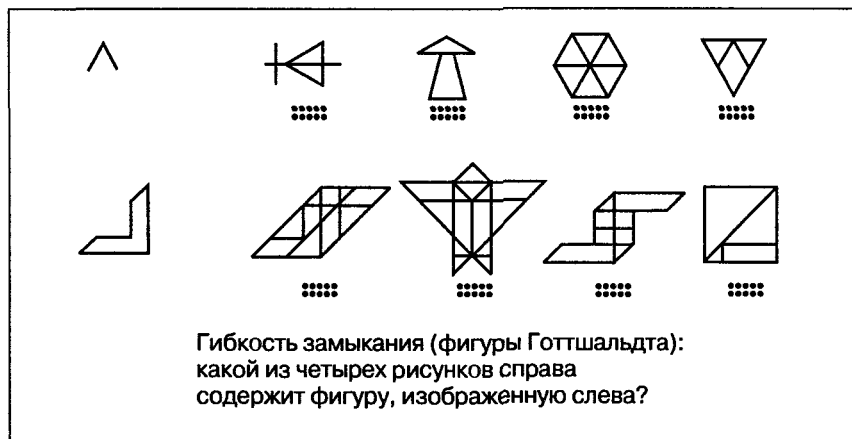 Гибкость замыкания (фигуры Готтшальдта):
какой из четырех рисунков справа
содержит фигуру, изображенную слева?